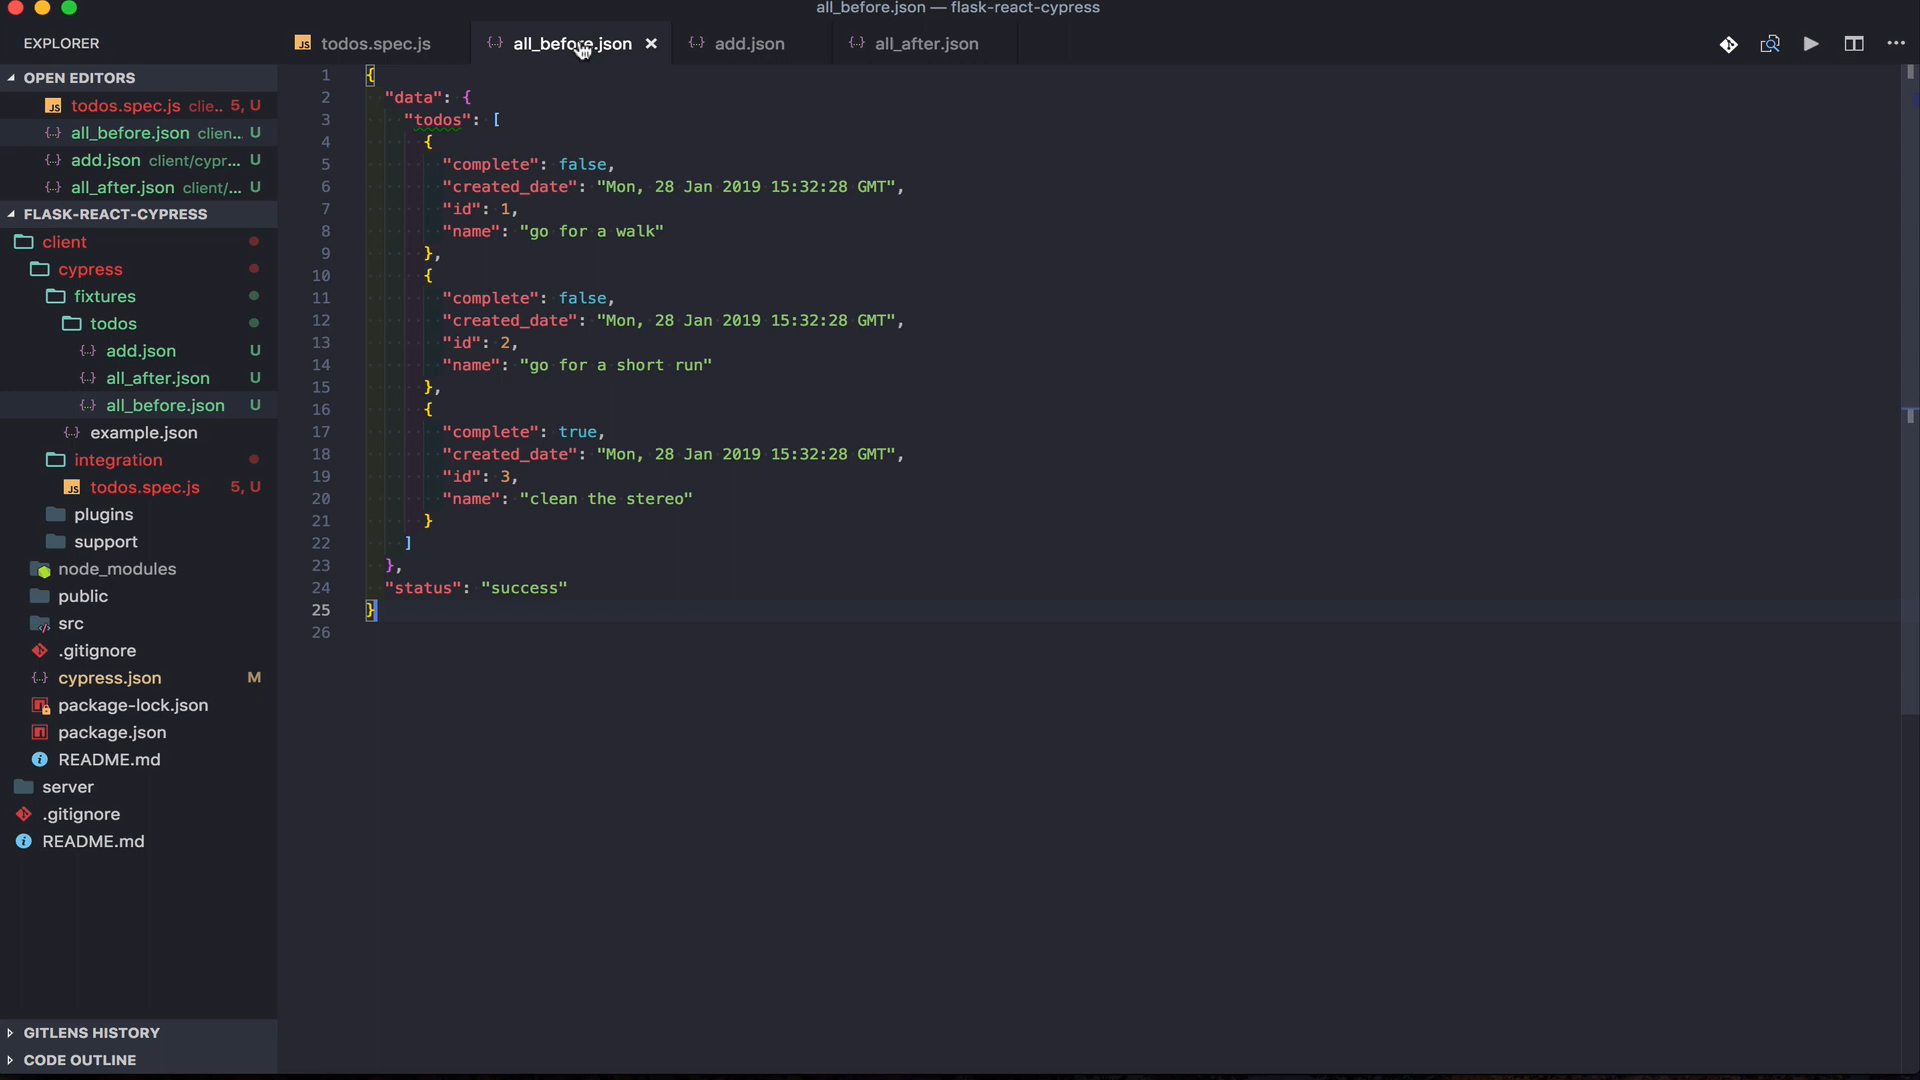 all_before.json — flask-react-cypress
EXPLORER
OPEN EDITORS
todos.spec.js clie.. 5, U
all_before.json clien... U
add.json client/cypr... U
all_after.json client/... U
FLASK-REACT-CYPRESS
client
cypress
fixtures
todos
add.json U
all_after.json U
all_before.json U
example.json
integration
todos.spec.js 5, U
plugins
support
node_modules
public
src
.gitignore
cypress.json M
package-lock.json
package.json
README.md
server
.gitignore
README.md
GITLENS HISTORY
CODE OUTLINE
todos.spec.js all_before.json add.json all_after.json
1 {
2 "data": {
3 "todos": [
4 {
5 "complete": false,
6 "created_date": "Mon, 28 Jan 2019 15:32:28 GMT",
7 "id": 1,
8 "name": "go for a walk"
9 },
10 {
11 "complete": false,
12 "created_date": "Mon, 28 Jan 2019 15:32:28 GMT",
13 "id": 2,
14 "name": "go for a short run"
15 },
16 {
17 "complete": true,
18 "created_date": "Mon, 28 Jan 2019 15:32:28 GMT",
19 "id": 3,
20 "name": "clean the stereo"
21 }
22 ]
23 },
24 "status": "success"
25 }
26